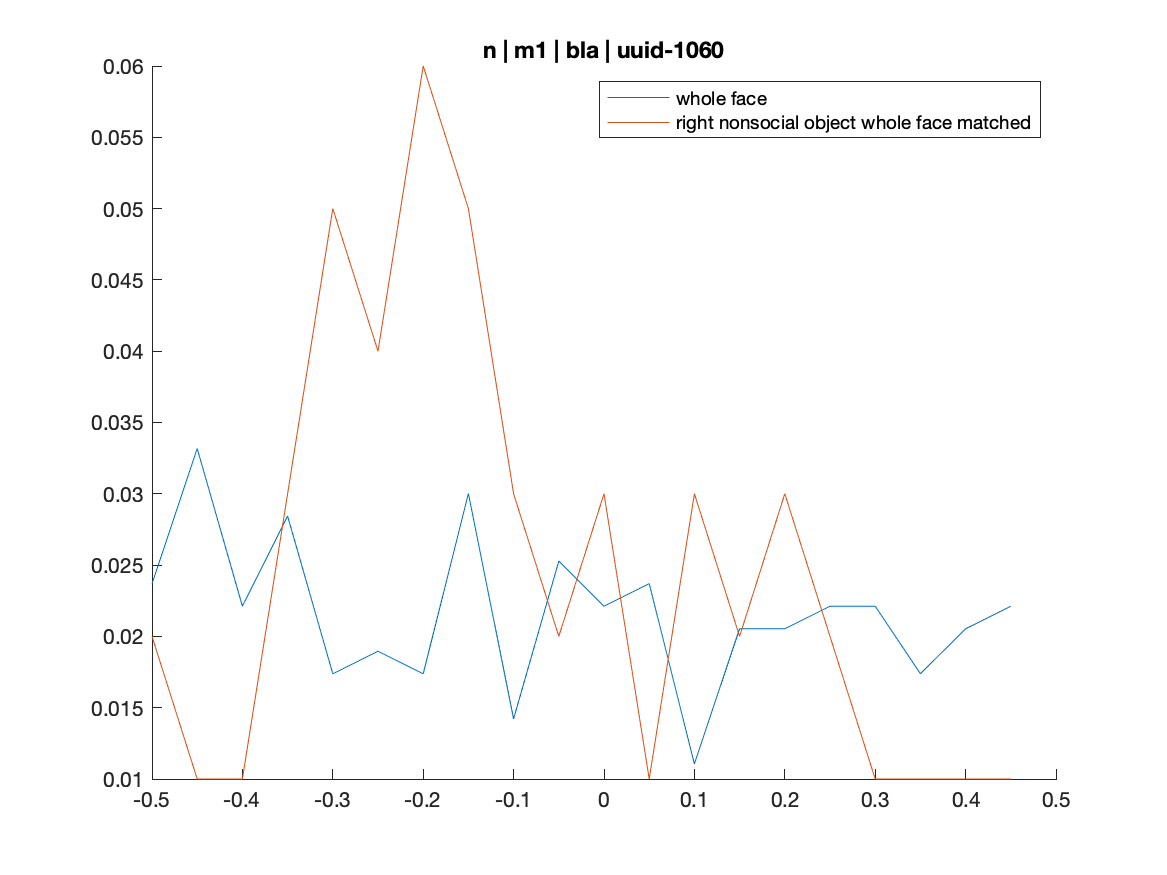 n | m1 | bla | uuid-1060
whole face
right nonsocial object whole face matched
0.06
0.055
0.05
0.045
0.04
0.035
0.03
0.025
0.02
0.015
0.01
-0.5 -0.4 -0.3 -0.2 -0.1 0 0.1 0.2 0.3 0.4 0.5